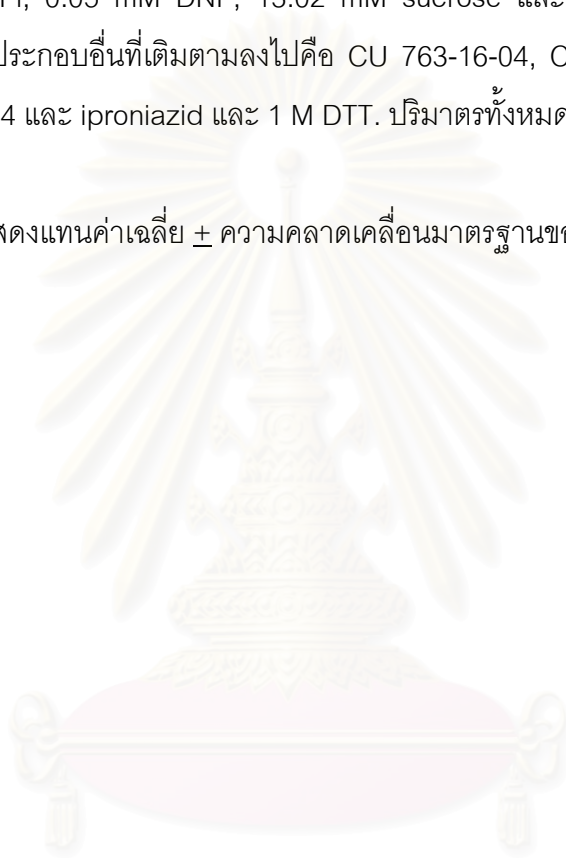 0.05 mM DNP, 15.02 mM sucrose และ
ประกอบอื่นที่เติมตามลงไปคือ CU 763-16-04,
4 และ iproniazid และ 1 M DTT. ปริมาตรทั้งหมด
สดงแทนค่าเฉลี่ย + ความคลาดเคลื่อนมาตรฐานขอ